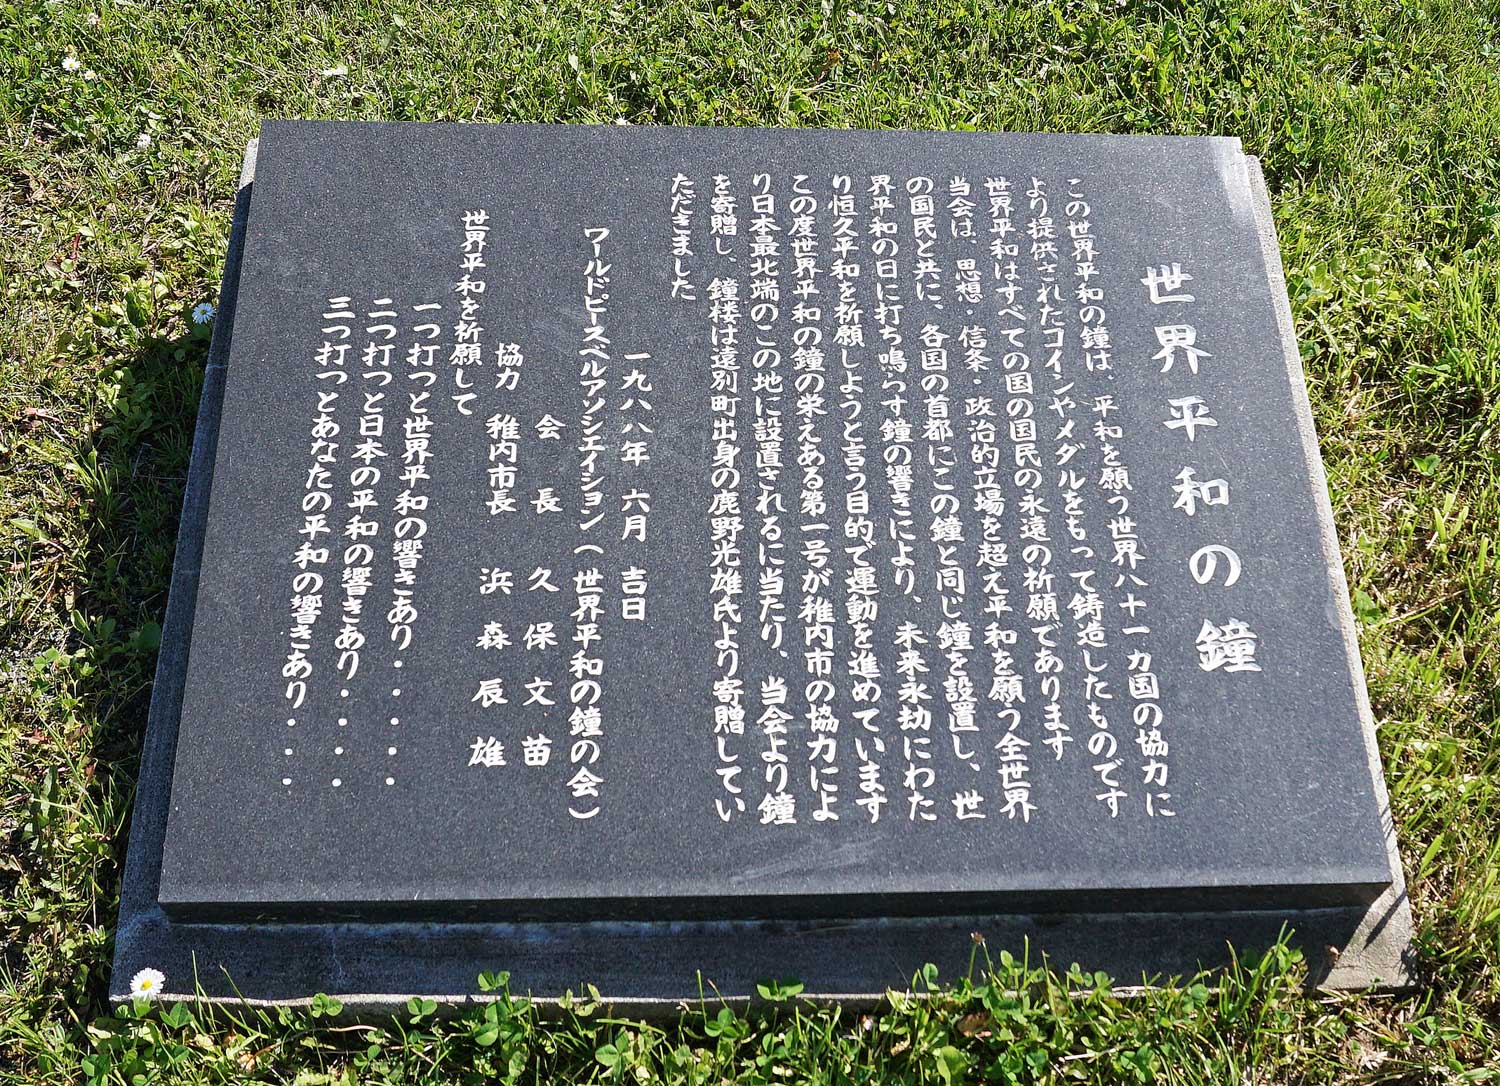 世界平和の鐘
この世界平和の鐘は、平和を願う世界八十一カ国の協力に
より提供されたコインやメダルをもって鋳造したものです
世界平和はすべての国の国民の永遠の祈願であります
当会は、思想・信条・政治的立場を超え平和を願う全世界
の国民と共に、各国の首都にこの鐘と同じ鐘を設置し、世
界平和の日に打ち鳴らす鐘の響きにより、未来永劫にわた
り恒久平和を祈願しようと言う目的で運動を進めています
この度世界平和の鐘の栄えある第一号が稚内市の協力によ
り日本最北端のこの地に設置されるに当たり、当会より鐘
を寄贈し、鐘楼は遠別町出身の鹿野光雄氏より寄贈してい
ただきました
一九八八年 六月 吉日
ワールドピースベルアソシエイション（世界平和の鐘の会）
会長 久保文苗
協力 稚内市長 浜森辰雄
世界平和を祈願して
一つ打つと世界平和の響きあり・・・・
二つ打つと日本の平和の響きあり・・・・
三つ打つとあなたの平和の響きあり・・・